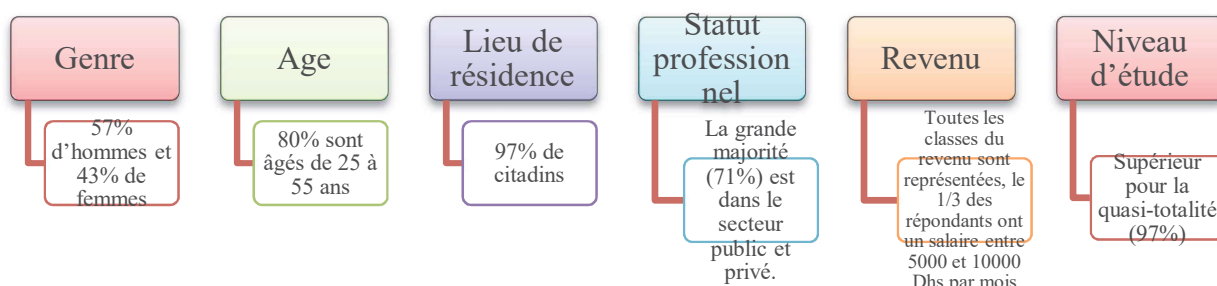 Genre
57%
d'hommes et
43% de
femmes
Age
80% sont
âgés de 25 à
55 ans
Lieu de
résidence
97% de
citadins
Statut
profession
nel
La grande
majorité
(71%) est
dans le
secteur
public et
privé.
Revenu
Toutes les
classes du
revenu sont
représentées, le
1/3 des
répondants ont
un salaire entre
5000 et 10000
Dhs par mois
Niveau
d'étude
Supérieur
pour la
quasi-totalité
(97%)